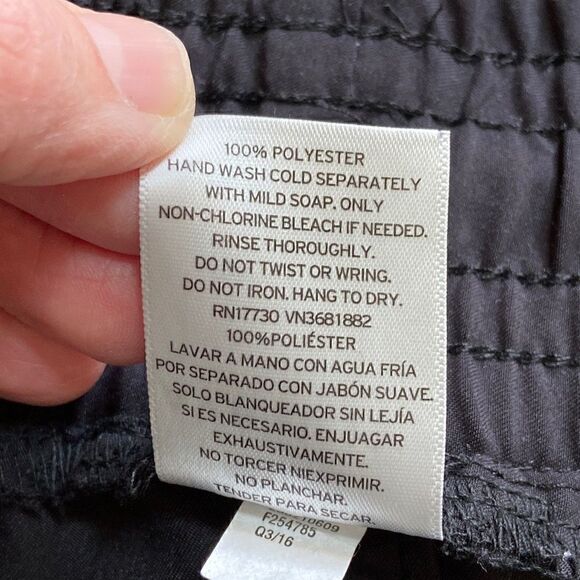 100% POLYESTER
HAND WASH COLD SEPARATELY
WITH MILD SOAP. ONLY
NON-CHLORINE BLEACH IF NEEDED.
RINSE THOROUGHLY.
DO NOT TWIST OR WRING.
DO NOT IRON. HANG TO DRY.
RN17730 VN3681882
100%POLIÉSTER
LAVAR A MANO CON AGUA FRÍA
POR SEPARADO CON JABÓN SUAVE.
SOLO BLANQUEADOR SIN LEJÍA
SI ES NECESARIO. ENJUAGAR
EXHAUSTIVAMENTE.
NO TORCER NIEXPRIMIR.
NO PLANCHAR.
TENDER PARA SECAR.
F254785
Q3/16